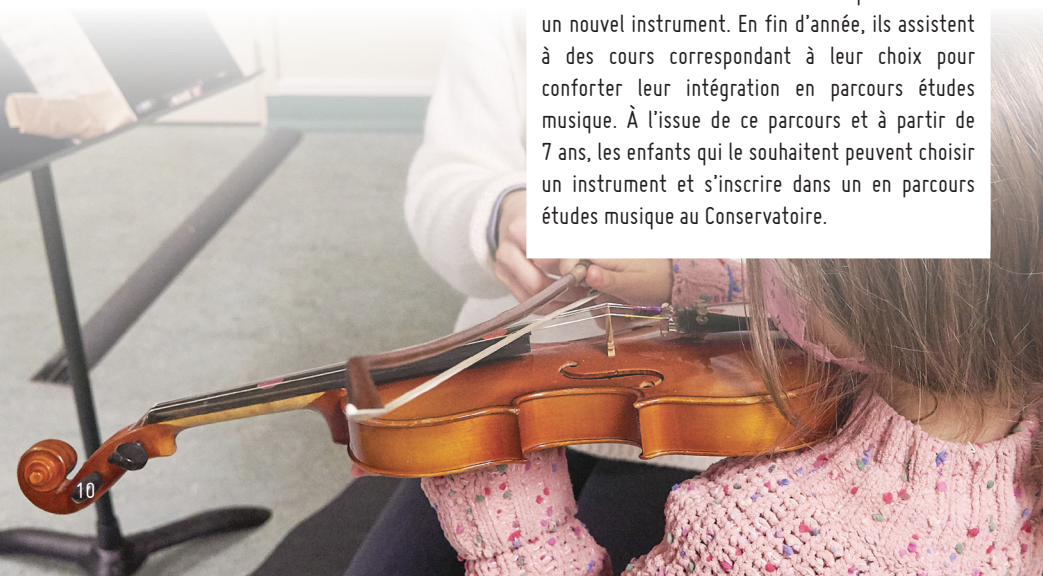 un nouvel instrument. En fin d’année, ils assistent
à des cours correspondant à leur choix pour
conforter leur intégration en parcours études
musique. À l’issue de ce parcours et à partir de
7 ans, les enfants qui le souhaitent peuvent choisir
un instrument et s’inscrire dans un en parcours
études musique au Conservatoire.
10